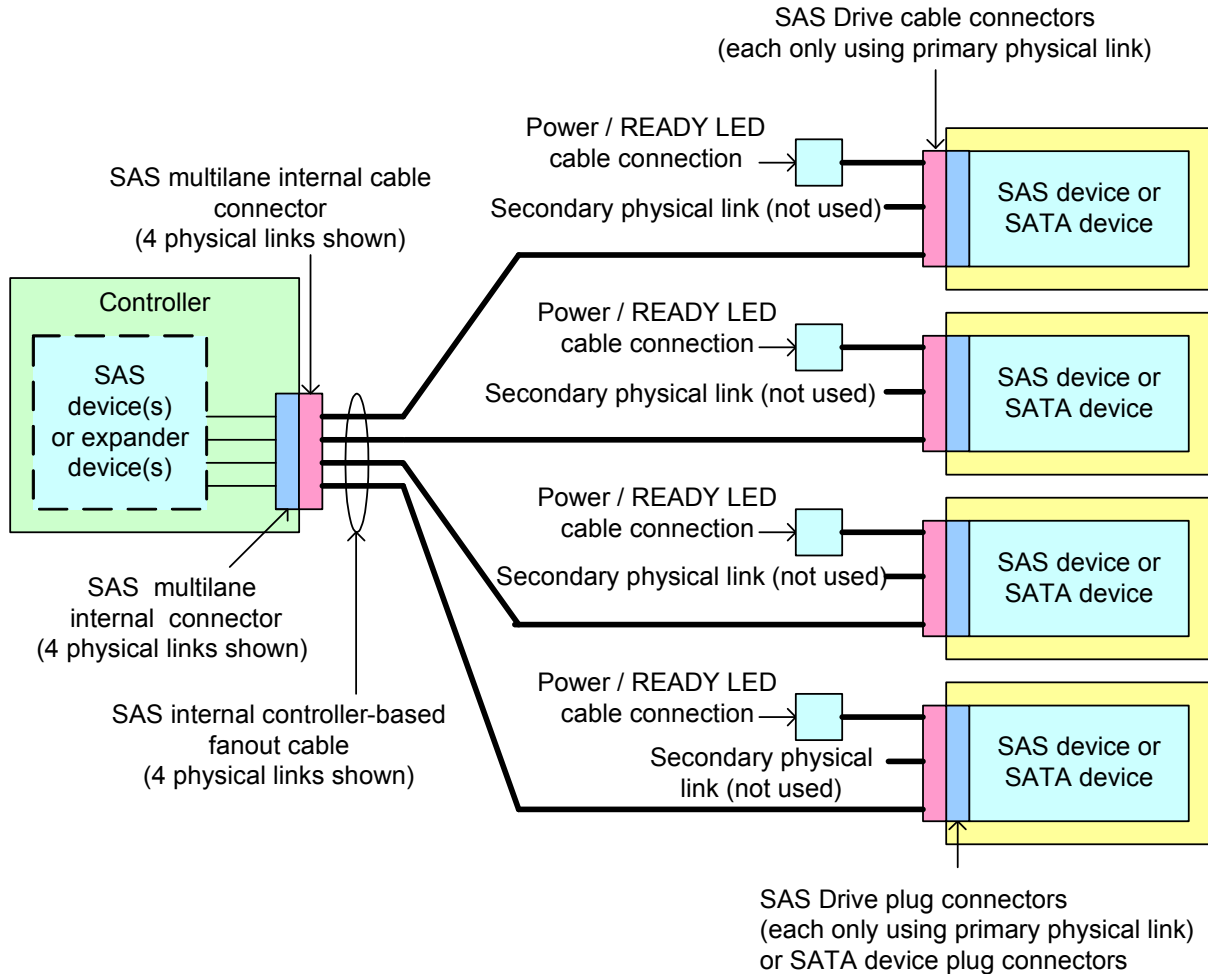 SAS Drive cable connectors
(each only using primary physical link)
Power / READY LED
cable connection
SAS multilane internal cable
connector
(4 physical links shown)
Secondary physical link (not used)
SAS device or
SATA device
Controller
SAS
device(s)
or expander
device(s)
Power / READY LED
cable connection
Secondary physical link (not used)
SAS device or
SATA device
Power / READY LED
cable connection
Secondary physical link (not used)
SAS device or
SATA device
SAS multilane
internal connector
(4 physical links shown)
Power / READY LED
cable connection
Secondary physical
link (not used)
SAS device or
SATA device
SAS internal controller-based
fanout cable
(4 physical links shown)
SAS Drive plug connectors
(each only using primary physical link)
or SATA device plug connectors